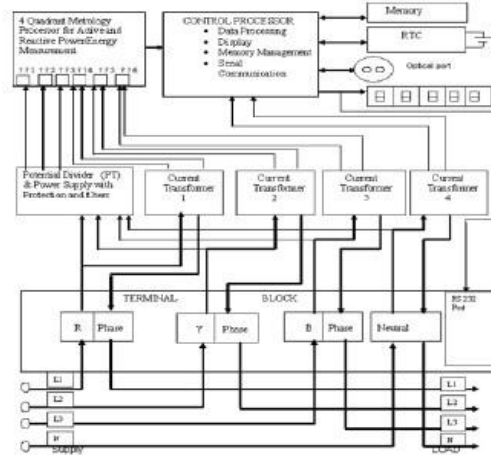 4 Quadrant Metrology
Processor for Active and
Reactive Power/Energy
Measurement
CONTROL PROCESSOR
Data Processing
Display
Memory Management
Serial
Communication
Memory
RTC
Optical port
Potential Divider (PT)
& Power Supply with
Protection and filters
Current
Transformer
1
Current
Transformer
2
Current
Transformer
3
Current
Transformer
4
TERMINAL BLOCK
RS 232
Port
R Phase
Y Phase
B Phase
Neutral
L1 L1
L2 L2
L3 L3
N N
Supply LOAD